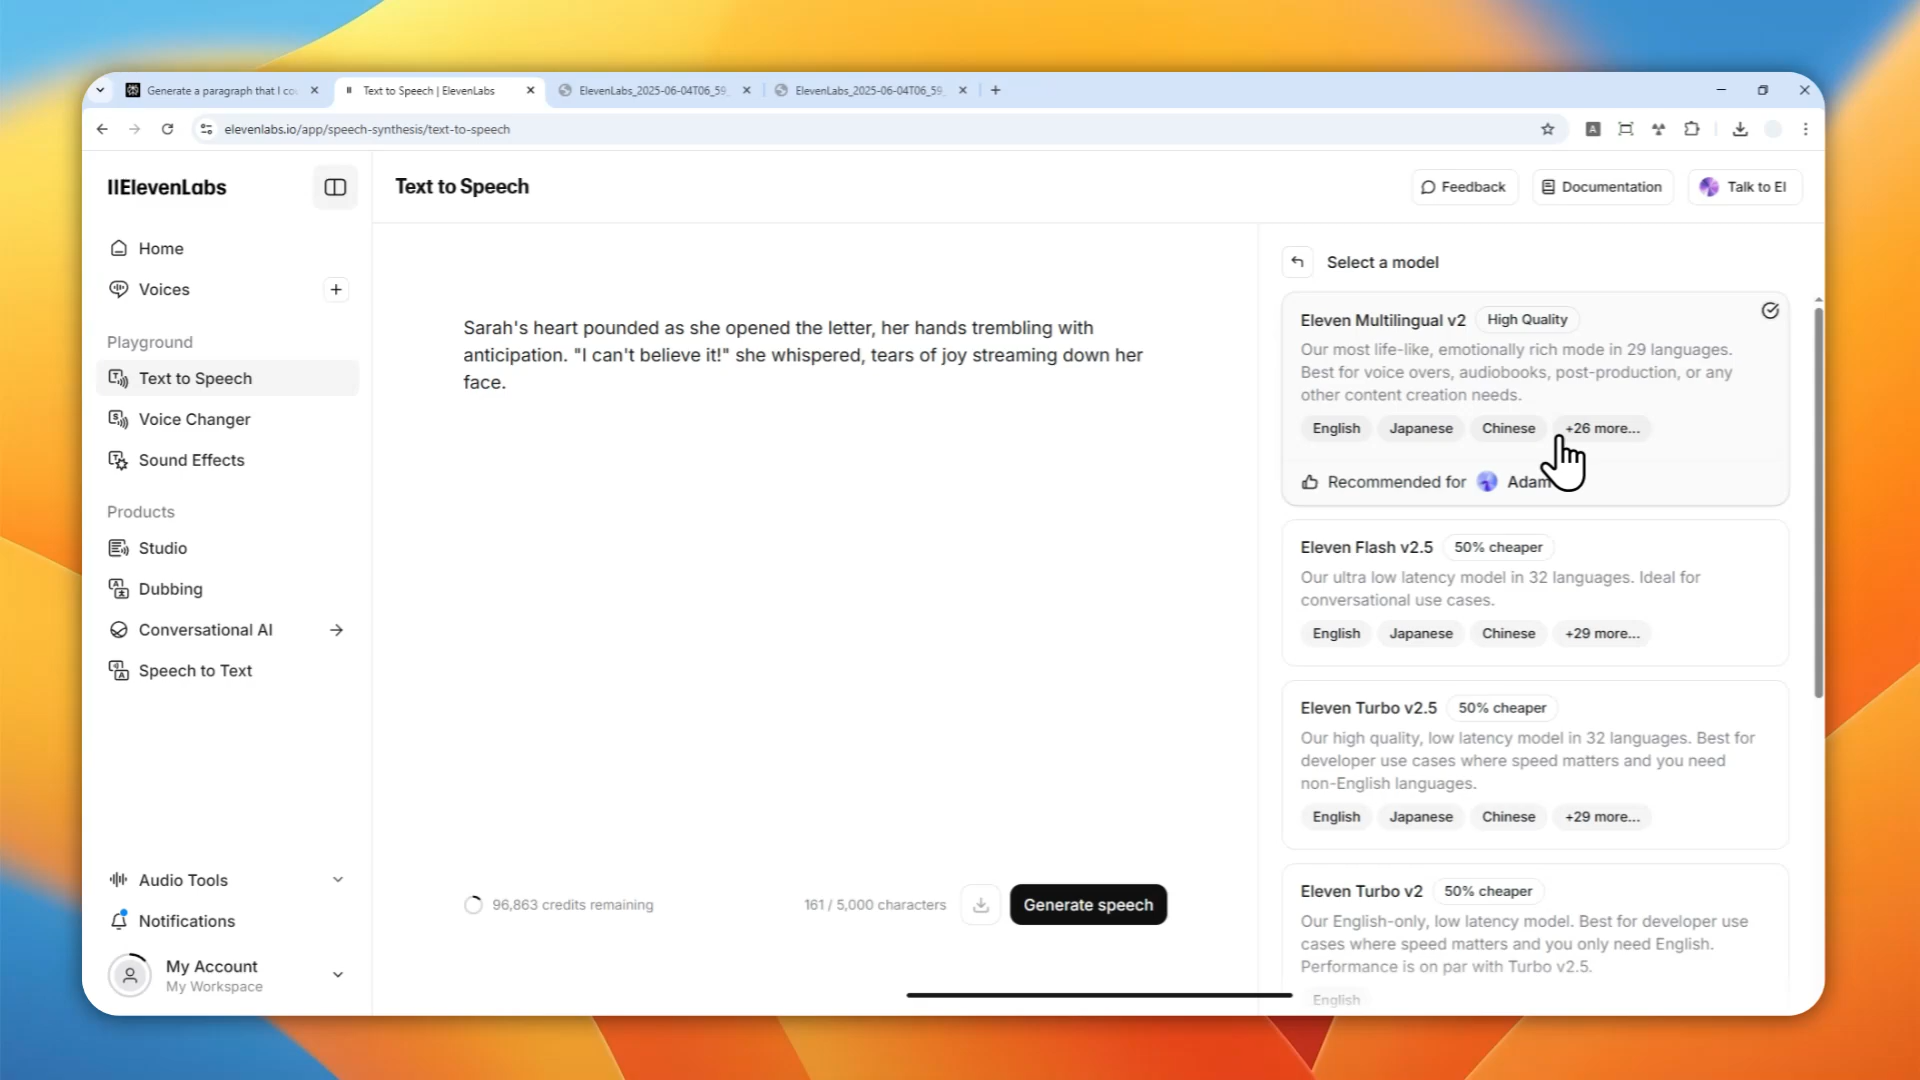 Generate a paragraph that I co
Text to Speech | ElevenLabs
ElevenLabs_2025-06-04T06_59_
ElevenLabs_2025-06-04T06_59_
elevenlabs.io/app/speech-synthesis/text-to-speech
A
IIElevenLabs
Text to Speech
Feedback
Documentation
Talk to El
Home
Voices
Playground
Text to Speech
Voice Changer
Sound Effects
Products
Studio
Dubbing
Conversational AI
Speech to Text
Audio Tools
Notifications
My Account
My Workspace
Sarah's heart pounded as she opened the letter, her hands trembling with
anticipation. "I can't believe it!" she whispered, tears of joy streaming down her
face.
96,863 credits remaining
161 / 5,000 characters
Generate speech
Select a model
Eleven Multilingual v2 High Quality
Our most life-like, emotionally rich mode in 29 languages.
Best for voice overs, audiobooks, post-production, or any
other content creation needs.
English Japanese Chinese +26 more...
Recommended for Adam
Eleven Flash v2.5 50% cheaper
Our ultra low latency model in 32 languages. Ideal for
conversational use cases.
English Japanese Chinese +29 more...
Eleven Turbo v2.5 50% cheaper
Our high quality, low latency model in 32 languages. Best for
developer use cases where speed matters and you need
non-English languages.
English Japanese Chinese +29 more...
Eleven Turbo v2 50% cheaper
Our English-only, low latency model. Best for developer use
cases where speed matters and you only need English.
Performance is on par with Turbo v2.5.
English